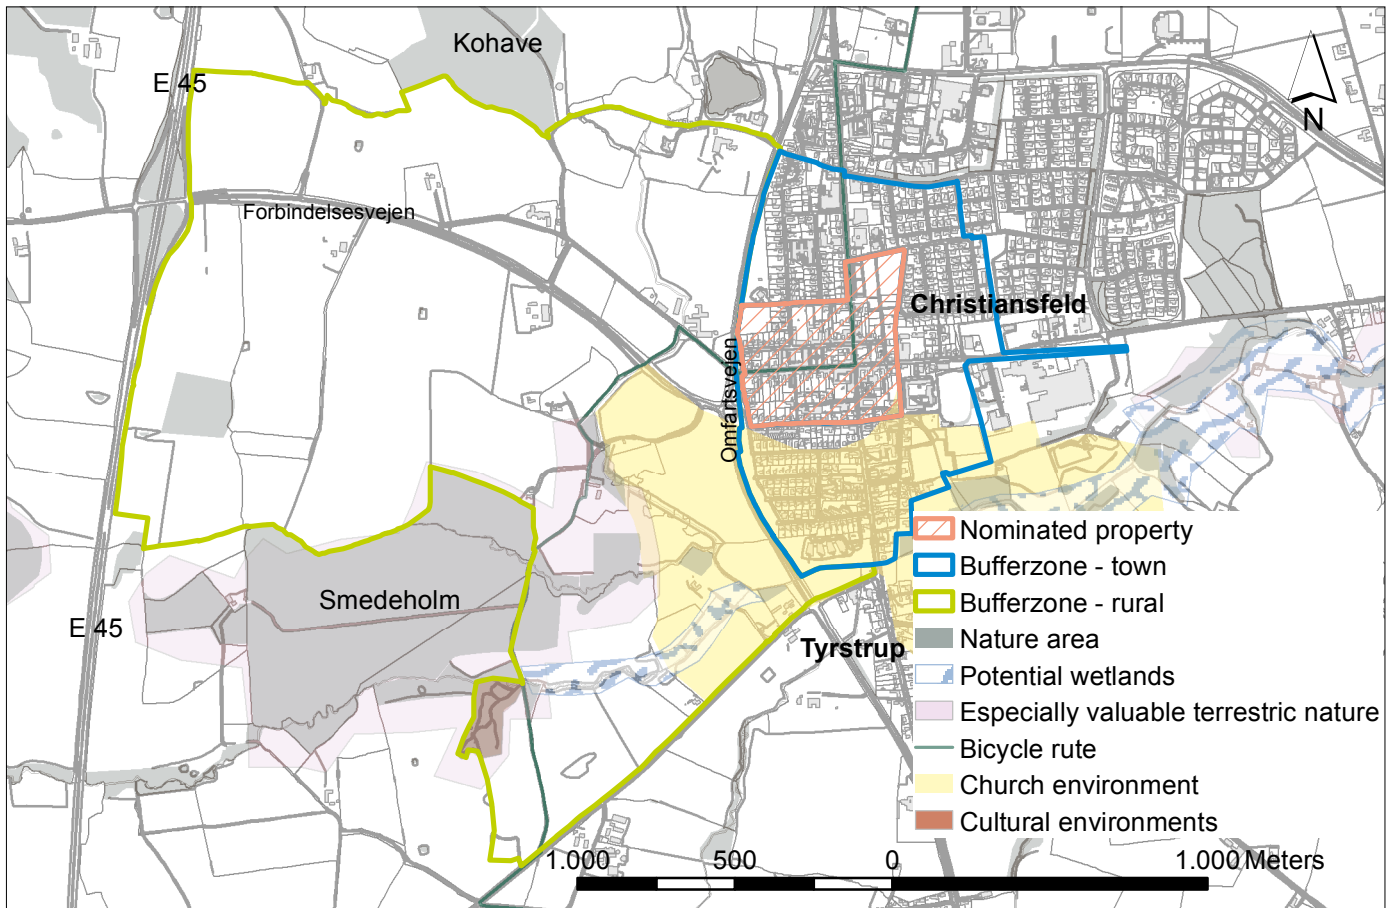 Kohave
E 45
N
Forbindelsesvejen
Christiansfeld
Omfartsvejen
Smedeholm
E 45
Tyrstrup
Nominated property
Bufferzone - town
Bufferzone - rural
Nature area
Potential wetlands
Especially valuable terrestric nature
Bicycle rute
Church environment
Cultural environments
1.000 500 0 1.000 Meters